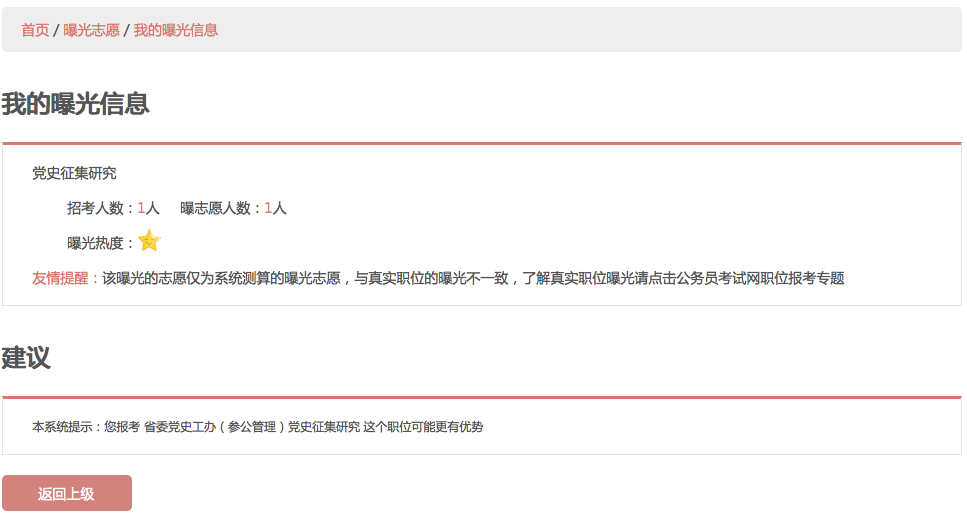 首页 / 曝光志愿 / 我的曝光信息
我的曝光信息
党史征集研究
招考人数：1人 曝志愿人数：1人
曝光热度：
友情提醒：该曝光的志愿仅为系统测算的曝光志愿，与真实职位的曝光不一致，了解真实职位曝光请点击公务员考试网职位报考专题
建议
本系统提示：您报考 省委党史工办（参公管理）党史征集研究 这个职位可能更有优势
返回上级